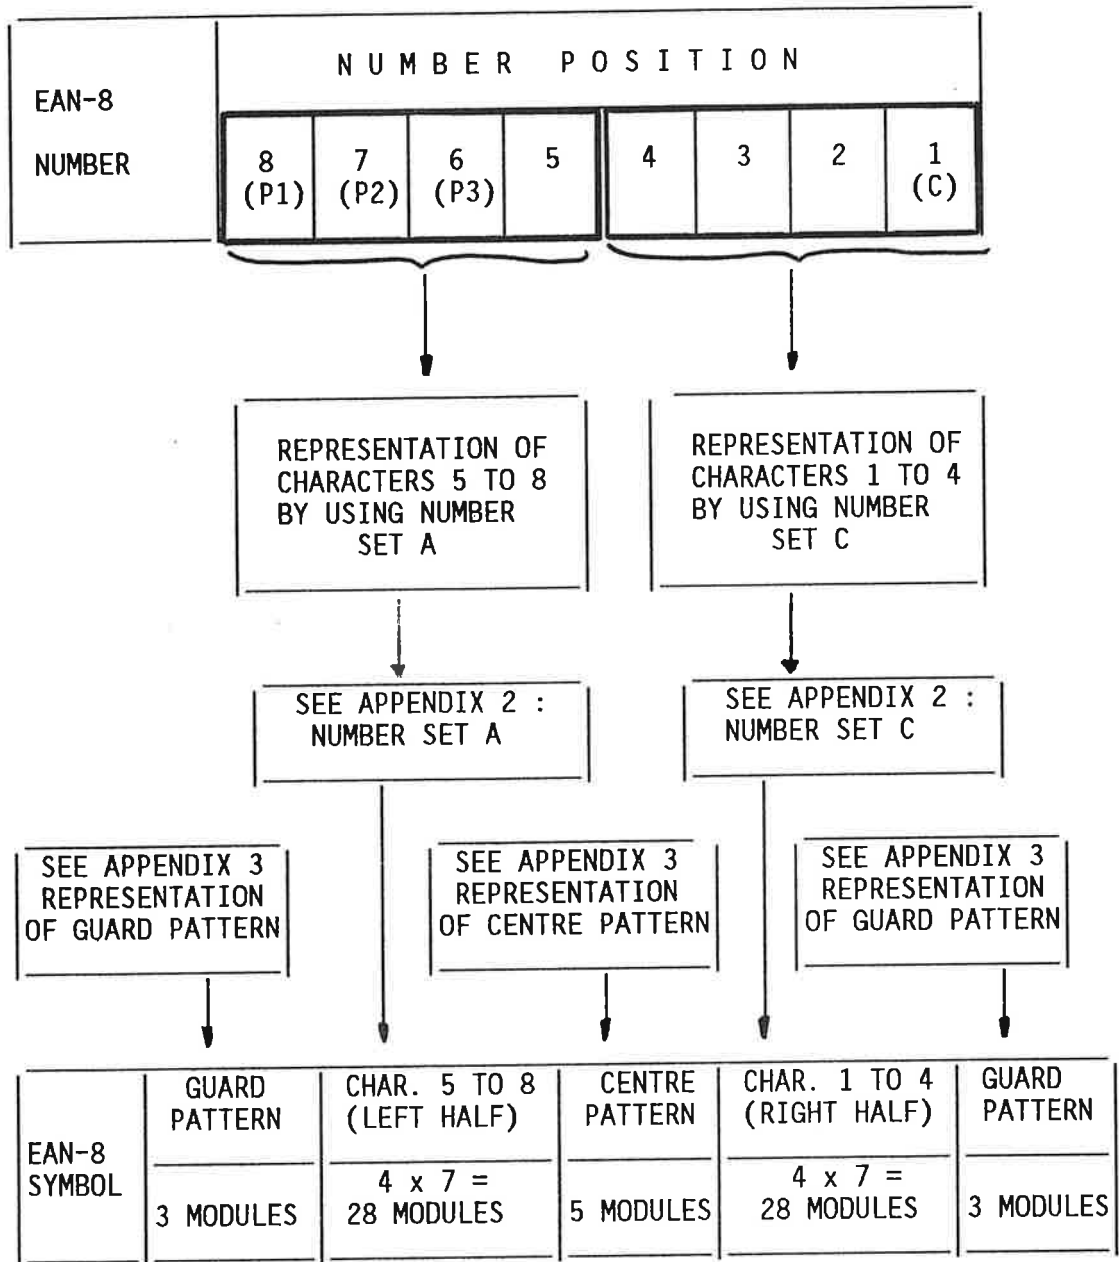 NUMBER POSITION
EAN-8
NUMBER
8 7 6 5 4 3 2 1
(P1) (P2) (P3) (C)
REPRESENTATION OF
CHARACTERS 5 TO 8
BY USING NUMBER
SET A
REPRESENTATION OF
CHARACTERS 1 TO 4
BY USING NUMBER
SET C
SEE APPENDIX 2 :
NUMBER SET A
SEE APPENDIX 2 :
NUMBER SET C
SEE APPENDIX 3
REPRESENTATION
OF GUARD PATTERN
SEE APPENDIX 3
REPRESENTATION
OF CENTRE PATTERN
SEE APPENDIX 3
REPRESENTATION
OF GUARD PATTERN
EAN-8
SYMBOL
GUARD
PATTERN
CHAR. 5 TO 8
(LEFT HALF)
CENTRE
PATTERN
CHAR. 1 TO 4
(RIGHT HALF)
GUARD
PATTERN
3 MODULES
4 x 7 =
28 MODULES
5 MODULES
4 x 7 =
28 MODULES
3 MODULES